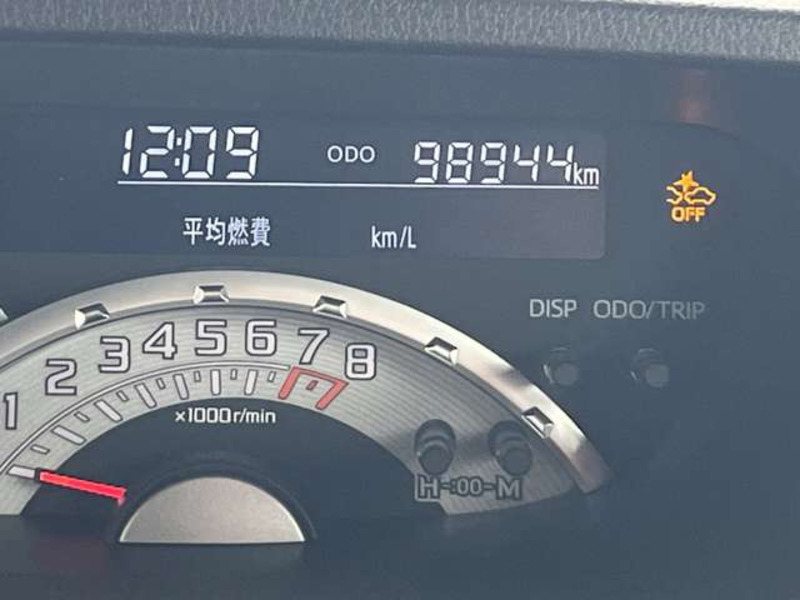 12:09 ODO 98944km
平均燃費 km/L
OFF
DISP ODO/TRIP
1 2 3 4 5 6 7 8
×1000r/min
H-:00-M